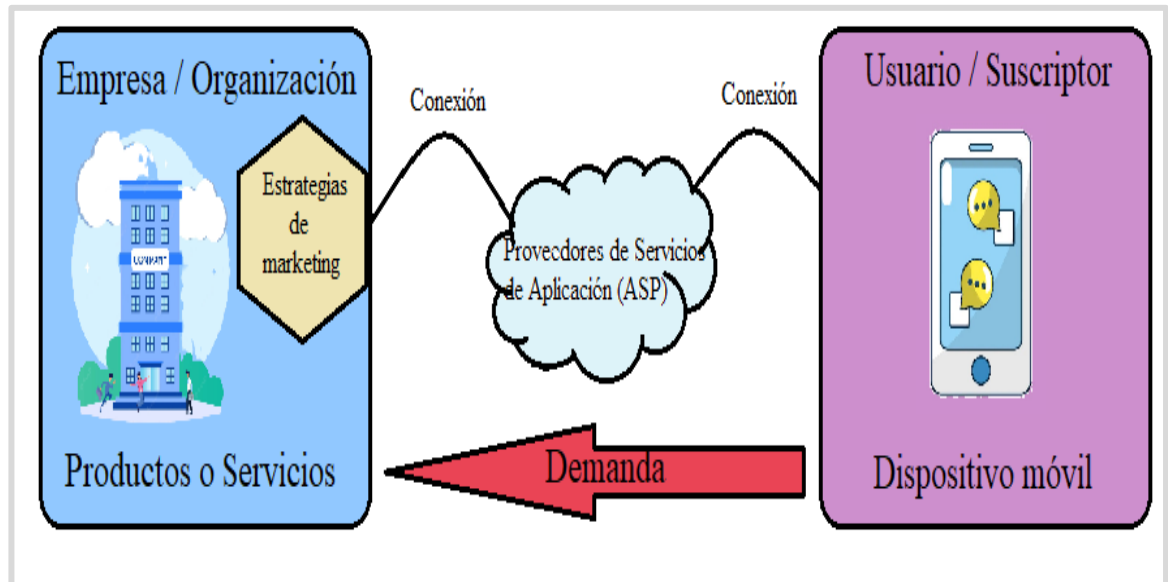 Empresa / Organización
Estrategias
de
marketing
Productos o Servicios
Conexión
Provecdores de Servicios
de Aplicación (ASP)
Conexión
Demanda
Usuario / Suscriptor
Dispositivo móvil